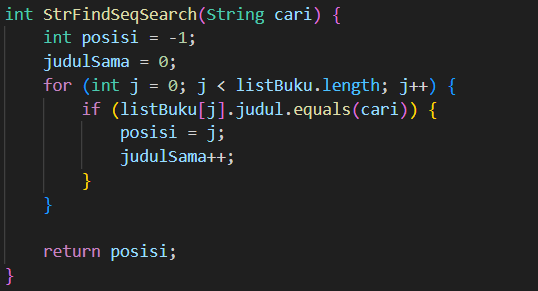 int StrFindSeqSearch(String cari) {
    int posisi = -1;
    judulSama = 0;
    for (int j = 0; j < listBuku.length; j++) {
        if (listBuku[j].judul.equals(cari)) {
            posisi = j;
            judulSama++;
        }
    }

    return posisi;
}